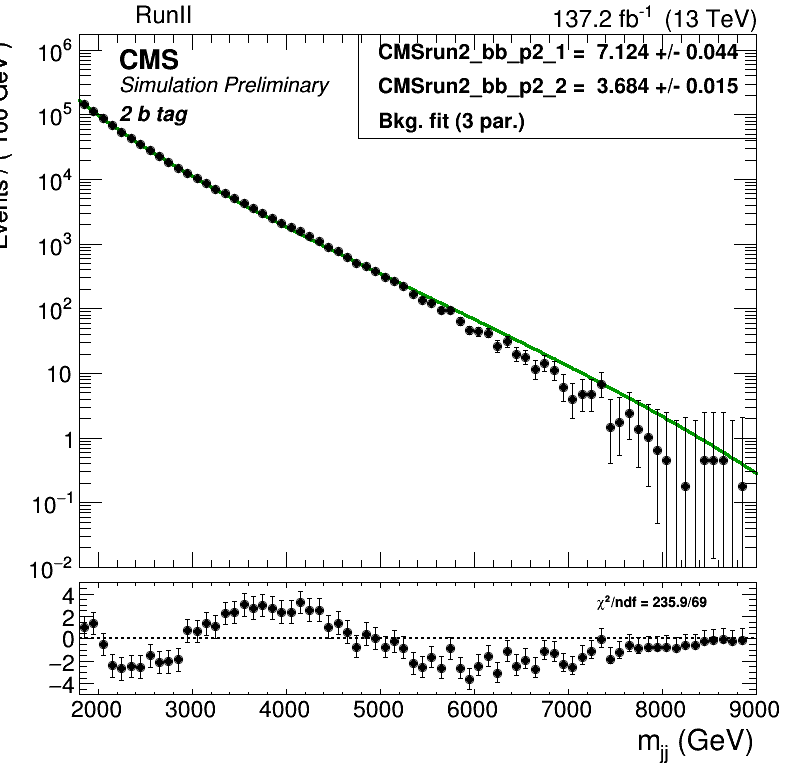 RunII 137.2 fb⁻¹ (13 TeV)
CMS
Simulation Preliminary
2 b tag
CMSrun2_bb_p2_1 = 7.124 +/- 0.044
CMSrun2_bb_p2_2 = 3.684 +/- 0.015
Bkg. fit (3 par.)
Events / ( 100 GeV )
10⁶
10⁵
10⁴
10³
10²
10
1
10⁻¹
10⁻²
χ²/ndf = 235.9/69
4
2
0
−2
−4
2000 3000 4000 5000 6000 7000 8000 9000
m_jj (GeV)